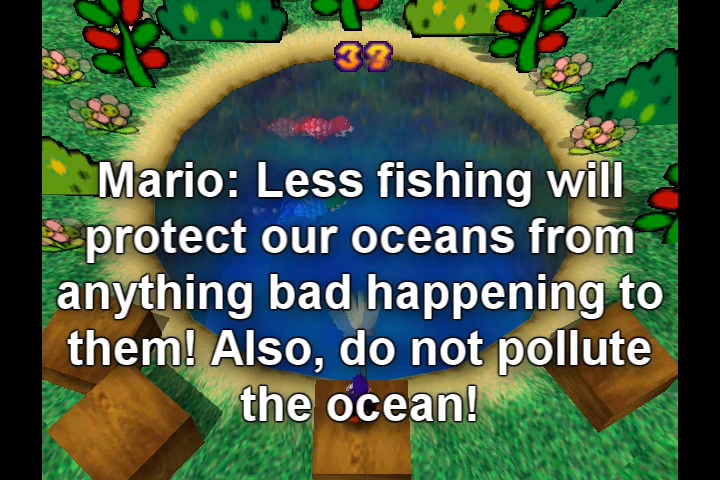 37
Mario: Less fishing will
protect our oceans from
anything bad happening to
them! Also, do not pollute
the ocean!